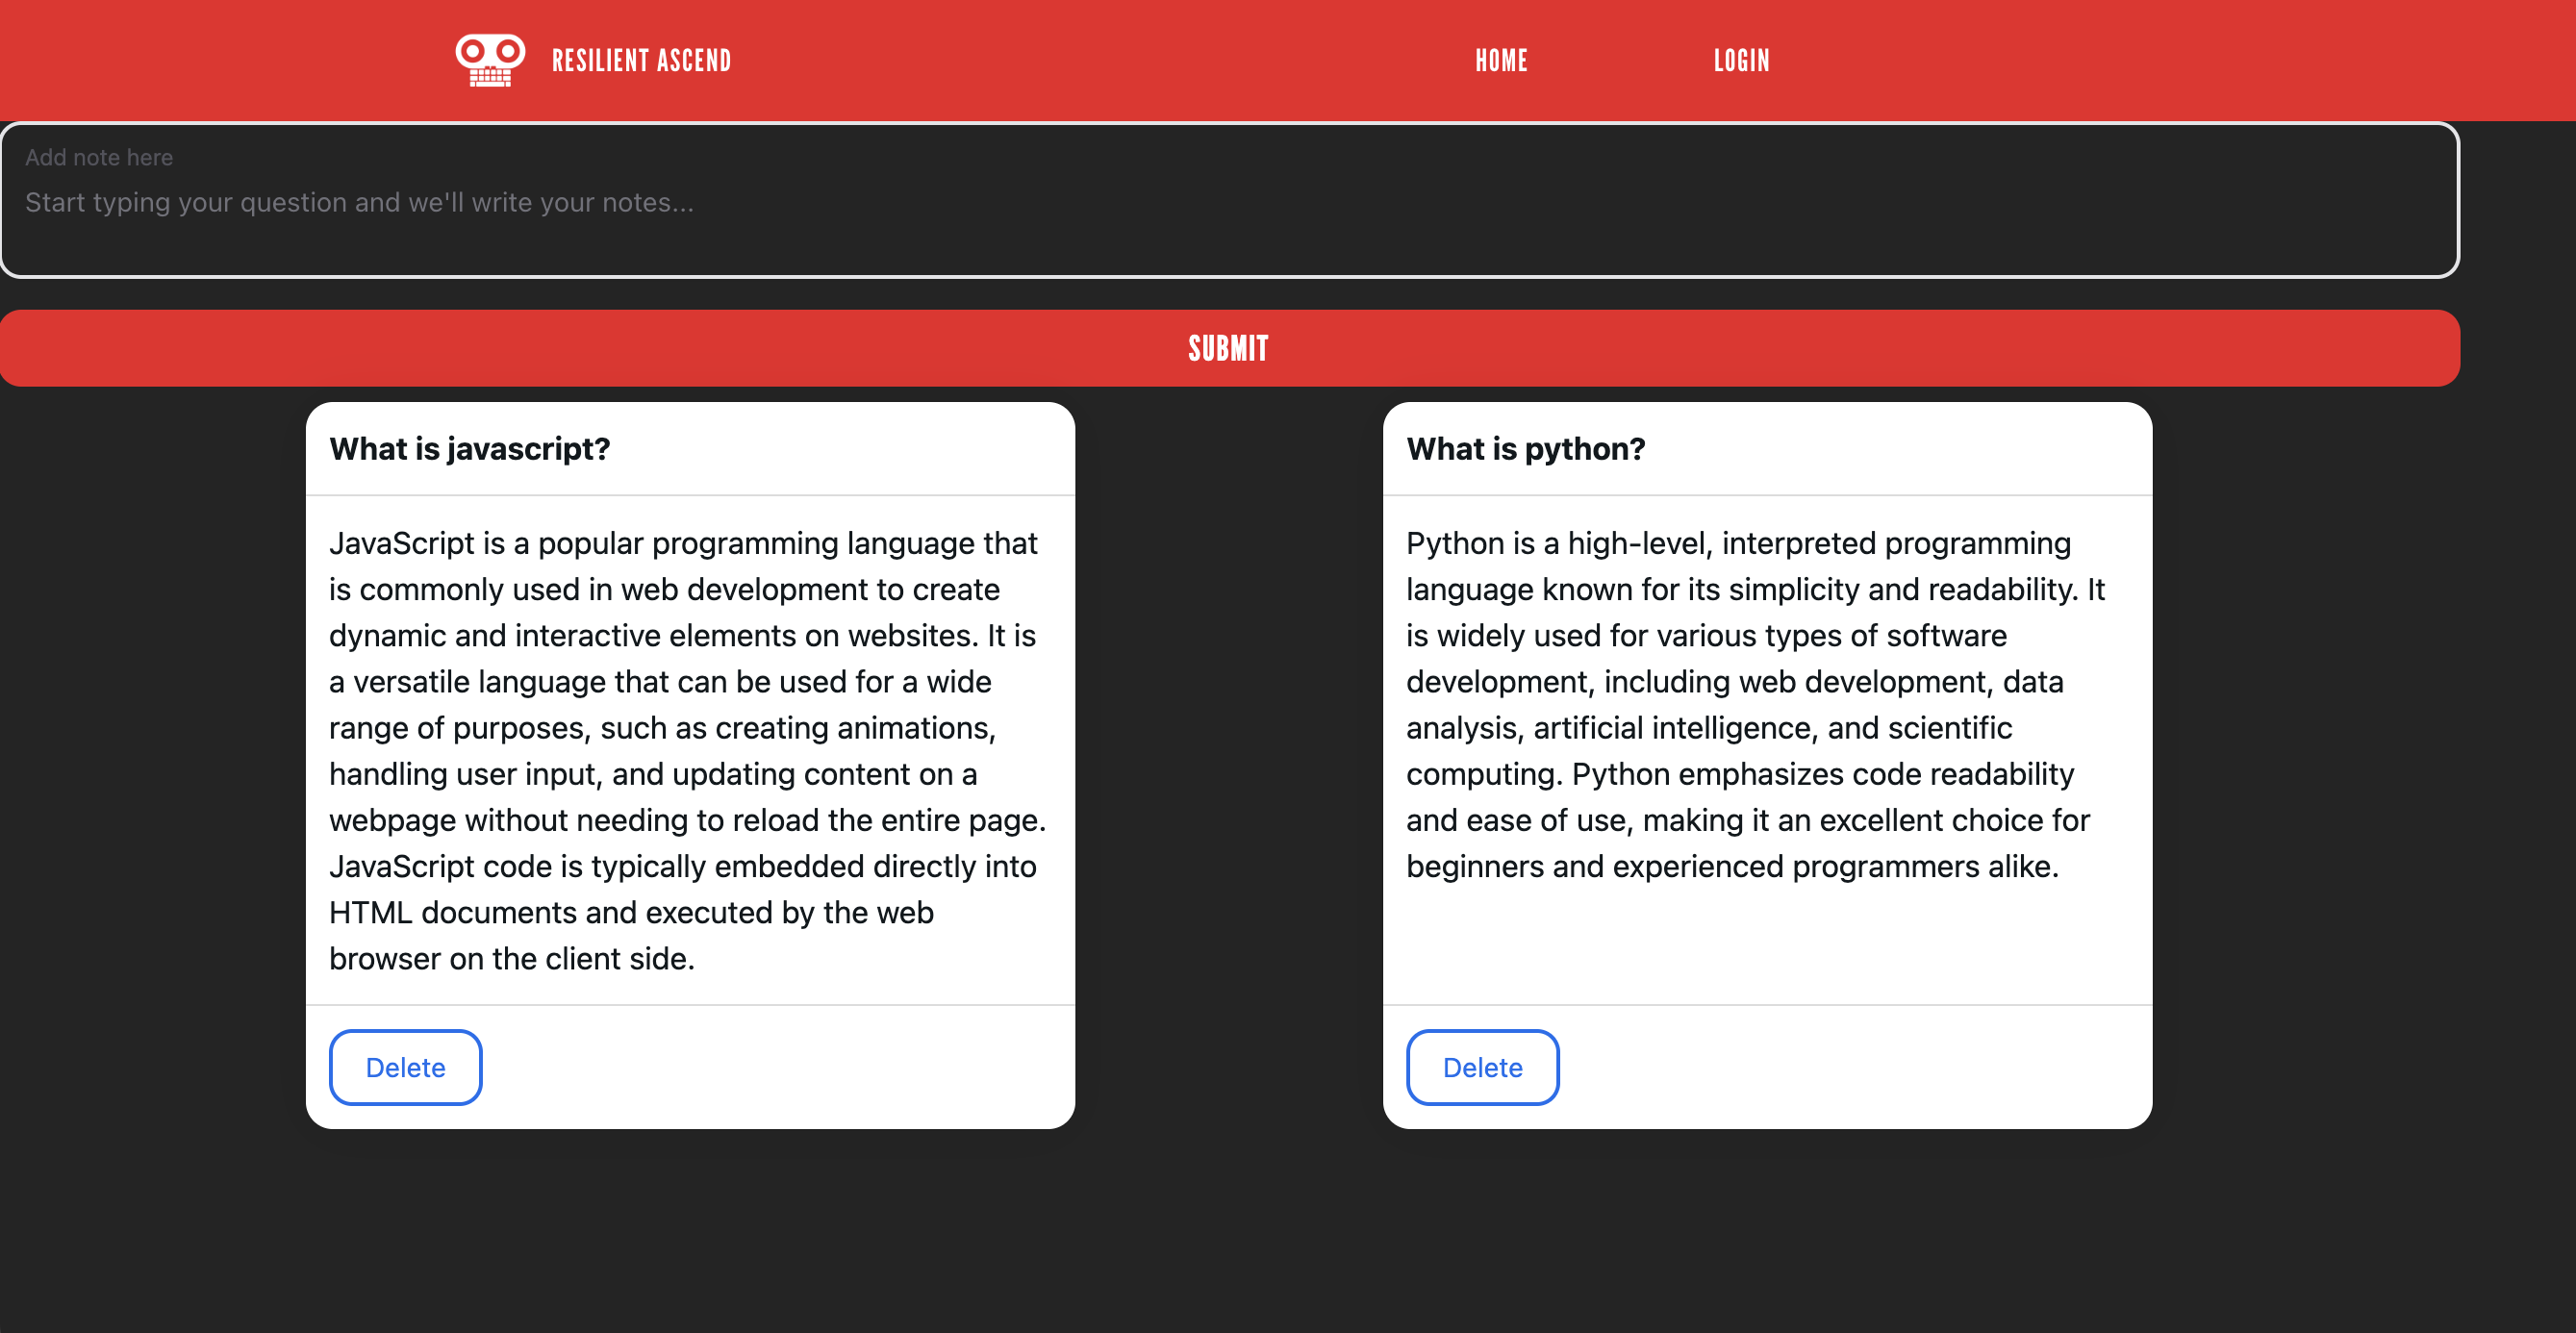 RESILIENT ASCEND
HOME
LOGIN
Add note here
Start typing your question and we'll write your notes...
SUBMIT
What is javascript?
JavaScript is a popular programming language that
is commonly used in web development to create
dynamic and interactive elements on websites. It is
a versatile language that can be used for a wide
range of purposes, such as creating animations,
handling user input, and updating content on a
webpage without needing to reload the entire page.
JavaScript code is typically embedded directly into
HTML documents and executed by the web
browser on the client side.
Delete
What is python?
Python is a high-level, interpreted programming
language known for its simplicity and readability. It
is widely used for various types of software
development, including web development, data
analysis, artificial intelligence, and scientific
computing. Python emphasizes code readability
and ease of use, making it an excellent choice for
beginners and experienced programmers alike.
Delete